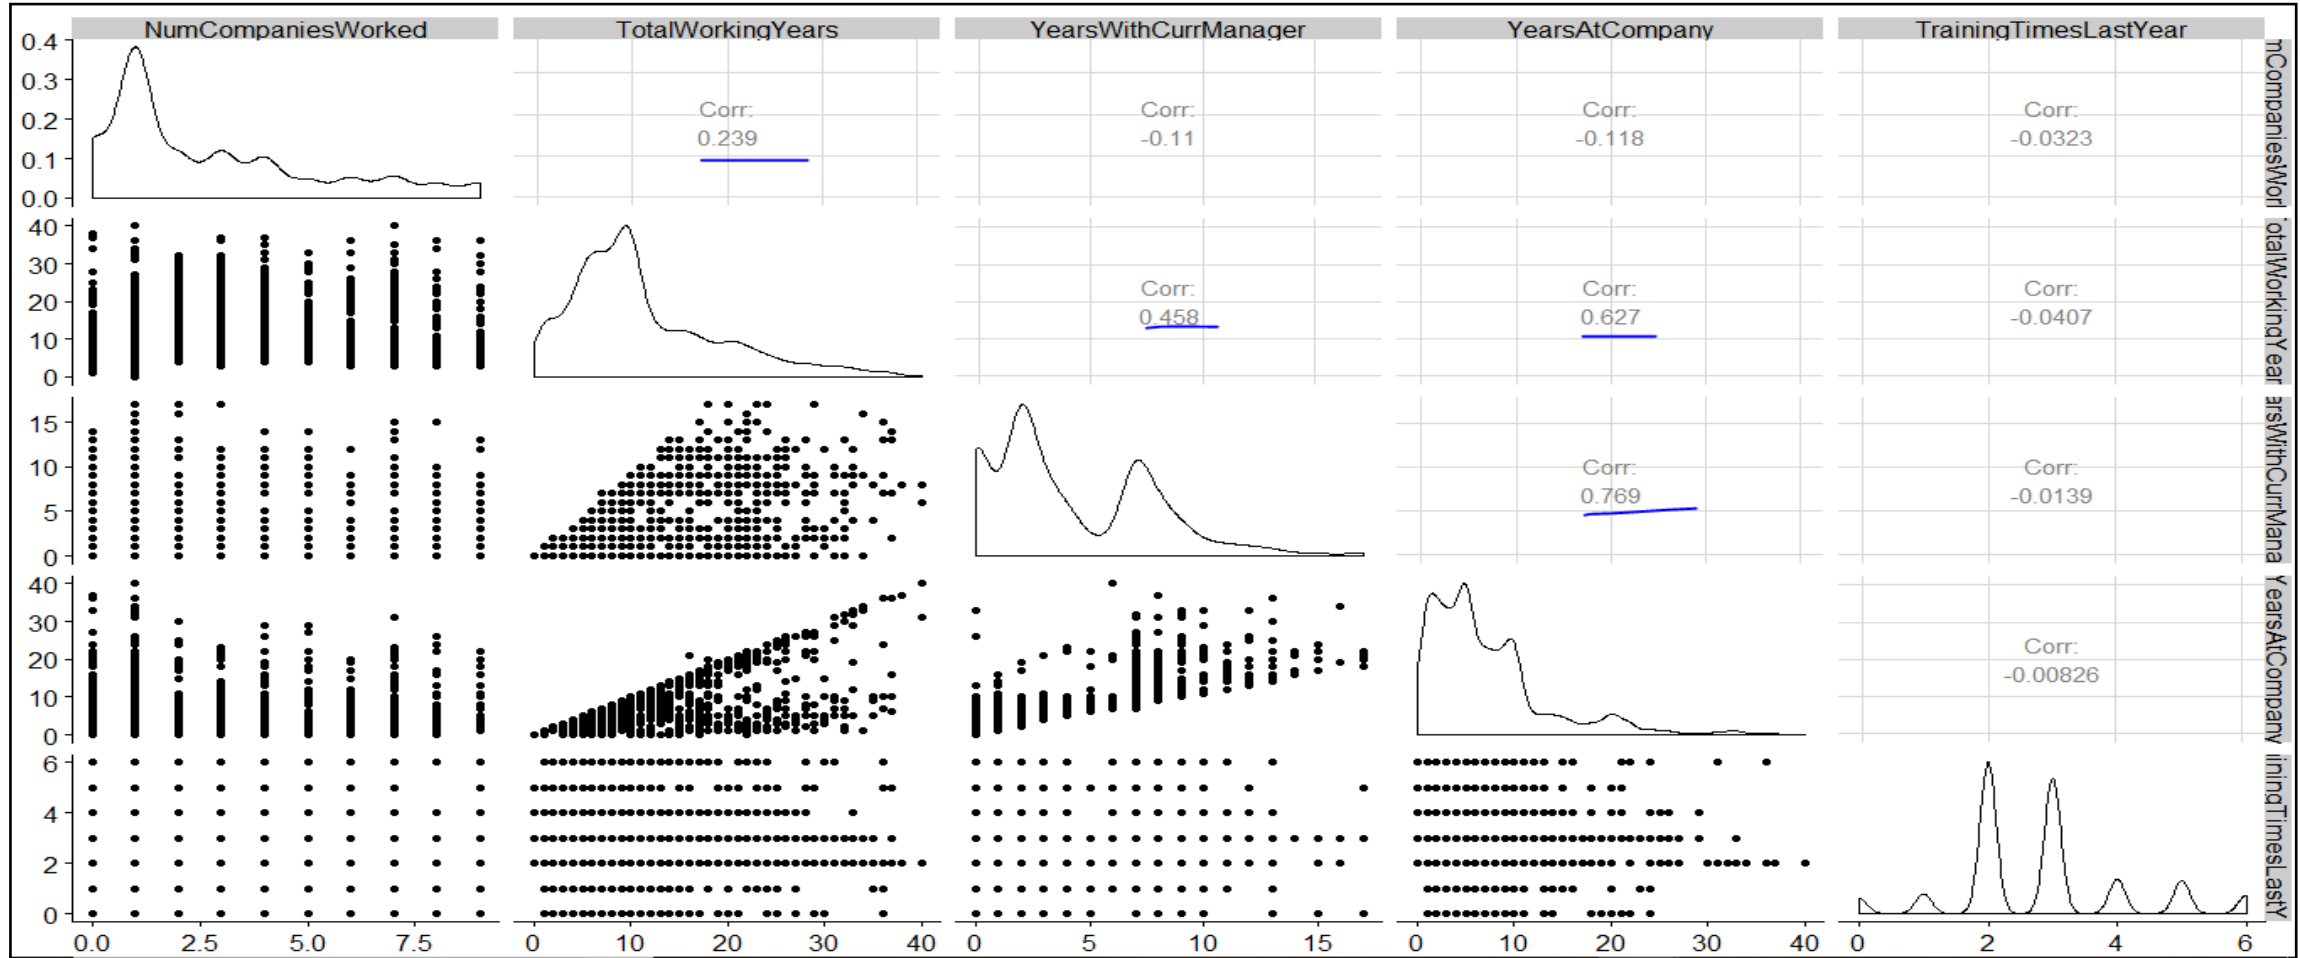 NumCompaniesWorked TotalWorkingYears YearsWithCurrManager YearsAtCompany TrainingTimesLastYear
0.4
0.3
0.2
0.1
0.0
Corr:
0.239
Corr:
-0.11
Corr:
-0.118
Corr:
-0.0323
mCompaniesWorl
40
30
20
10
0
Corr:
0.458
Corr:
0.627
Corr:
-0.0407
otalWorkingYear
15
10
5
0
Corr:
0.769
Corr:
-0.0139
arsWithCurrMana
40
30
20
10
0
Corr:
-0.00826
YearsAtCompany
6
4
2
0
iningTimesLastY
0.0 2.5 5.0 7.5 0 10 20 30 40 0 5 10 15 0 10 20 30 40 0 2 4 6